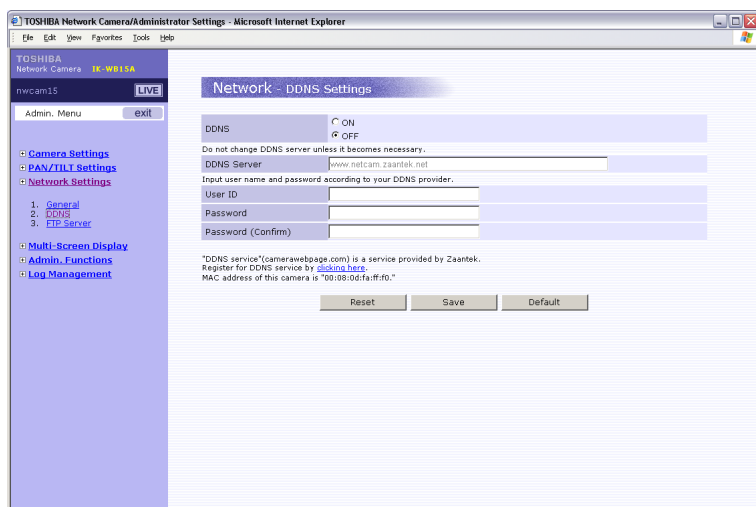 TOSHIBA Network Camera/Administrator Settings - Microsoft Internet Explorer
File Edit View Favorites Tools Help
TOSHIBA
Network Camera IK-WB15A
nwcam15 LIVE
Admin. Menu exit
Camera Settings
PAN/TILT Settings
Network Settings
1. General
2. DDNS
3. FTP Server
Multi-Screen Display
Admin. Functions
Log Management
Network - DDNS Settings
DDNS
ON
OFF
Do not change DDNS server unless it becomes necessary.
DDNS Server www.netcam.zaantek.net
Input user name and password according to your DDNS provider.
User ID
Password
Password (Confirm)
"DDNS service"(camerawebpage.com) is a service provided by Zaantek.
Register for DDNS service by clicking here.
MAC address of this camera is "00:08:0d:fa:ff:f0."
Reset Save Default